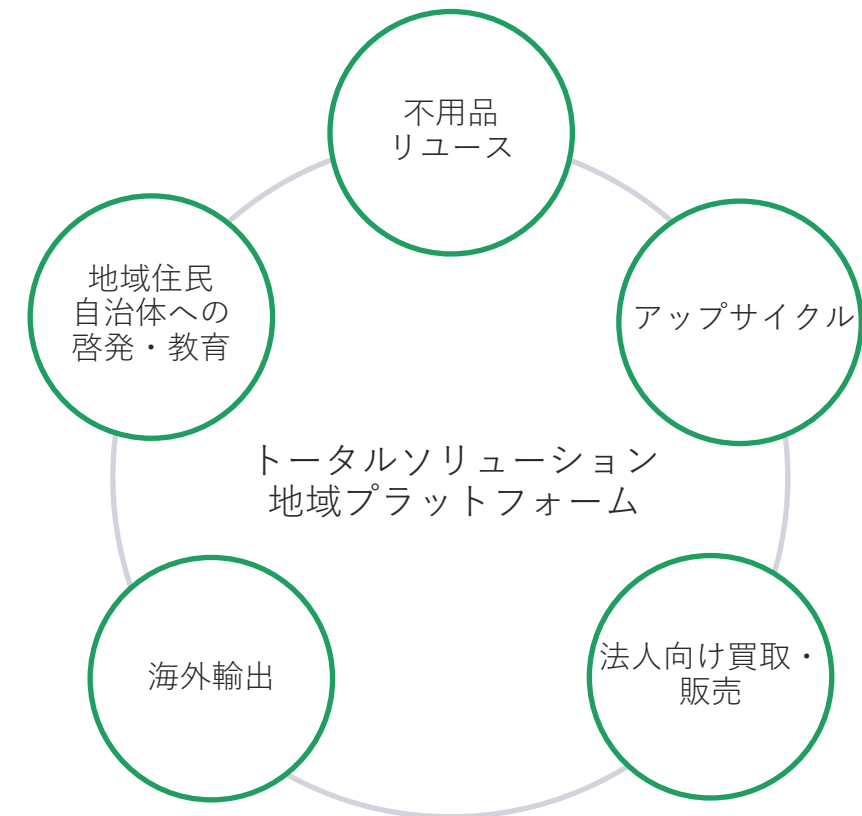 不用品
リユース
アップサイクル
法人向け買取・
販売
海外輸出
地域住民
自治体への
啓発・教育
トータルソリューション
地域プラットフォーム